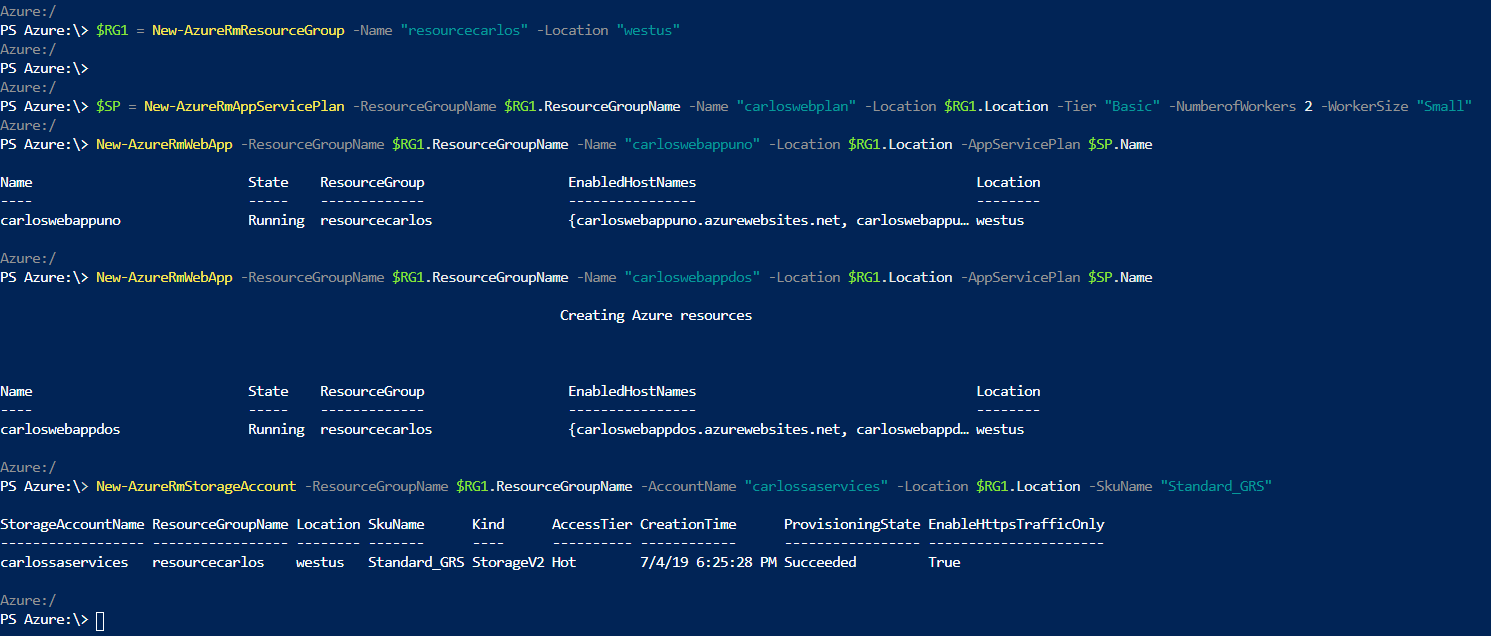 Azure:/
PS Azure:\> $RG1 = New-AzureRmResourceGroup -Name "resourcecarlos" -Location "westus"
Azure:/
PS Azure:\>
Azure:/
PS Azure:\> $SP = New-AzureRmAppServicePlan -ResourceGroupName $RG1.ResourceGroupName -Name "carloswebplan" -Location $RG1.Location -Tier "Basic" -NumberofWorkers 2 -WorkerSize "Small"
Azure:/
PS Azure:\> New-AzureRmWebApp -ResourceGroupName $RG1.ResourceGroupName -Name "carloswebappuno" -Location $RG1.Location -AppServicePlan $SP.Name
Name State ResourceGroup EnabledHostNames Location
---- ----- ------------- ---------------- --------
carloswebappuno Running resourcecarlos {carloswebappuno.azurewebsites.net, carloswebappu… westus
Azure:/
PS Azure:\> New-AzureRmWebApp -ResourceGroupName $RG1.ResourceGroupName -Name "carloswebappdos" -Location $RG1.Location -AppServicePlan $SP.Name
Creating Azure resources
Name State ResourceGroup EnabledHostNames Location
---- ----- ------------- ---------------- --------
carloswebappdos Running resourcecarlos {carloswebappdos.azurewebsites.net, carloswebappd… westus
Azure:/
PS Azure:\> New-AzureRmStorageAccount -ResourceGroupName $RG1.ResourceGroupName -AccountName "carlossaservices" -Location $RG1.Location -SkuName "Standard_GRS"
StorageAccountName ResourceGroupName Location SkuName Kind AccessTier CreationTime ProvisioningState EnableHttpsTrafficOnly
------------------ ----------------- -------- ------- ---- ---------- ------------ ----------------- ----------------------
carlossaservices resourcecarlos westus Standard_GRS StorageV2 Hot 7/4/19 6:25:28 PM Succeeded True
Azure:/
PS Azure:\>